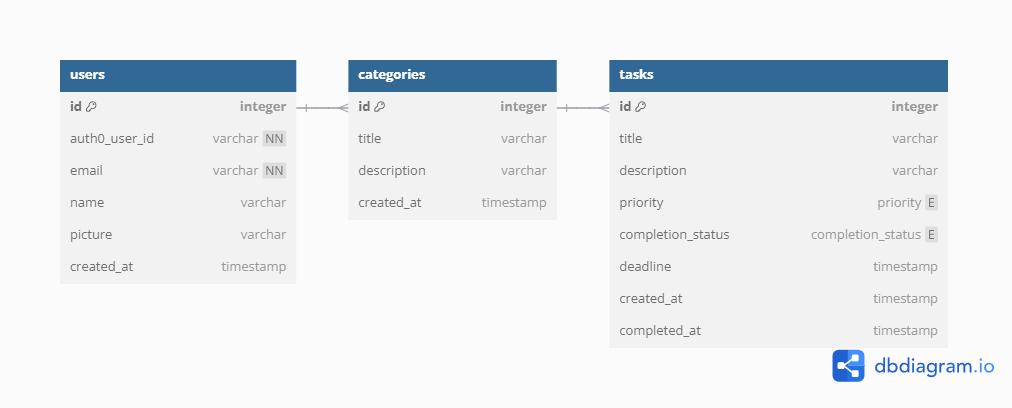 users
id integer
auth0_user_id varchar NN
email varchar NN
name varchar
picture varchar
created_at timestamp
categories
id integer
title varchar
description varchar
created_at timestamp
tasks
id integer
title varchar
description varchar
priority priority E
completion_status completion_status E
deadline timestamp
created_at timestamp
completed_at timestamp
dbdiagram.io